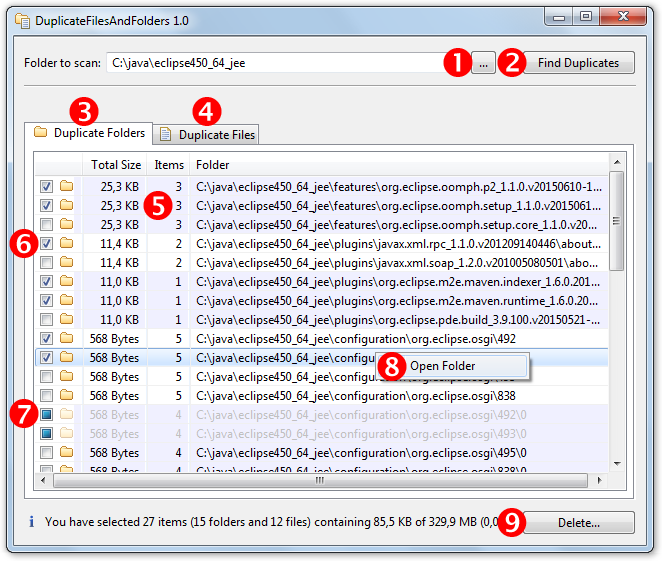 DuplicateFilesAndFolders 1.0
Folder to scan: C:\java\eclipse450_64_jee 1 ... 2 Find Duplicates
3 4
Duplicate Folders Duplicate Files
Total Size Items Folder
25,3 KB 3 C:\java\eclipse450_64_jee\features\org.eclipse.oomph.p2_1.1.0.v20150610-1...
25,3 KB 5 3 C:\java\eclipse450_64_jee\features\org.eclipse.oomph.setup_1.1.0.v2015061...
25,3 KB 3 C:\java\eclipse450_64_jee\features\org.eclipse.oomph.setup.core_1.1.0.v20...
6 11,4 KB 2 C:\java\eclipse450_64_jee\plugins\javax.xml.rpc_1.1.0.v201209140446\about...
11,4 KB 2 C:\java\eclipse450_64_jee\plugins\javax.xml.soap_1.2.0.v201005080501\abo...
11,0 KB 1 C:\java\eclipse450_64_jee\plugins\org.eclipse.m2e.maven.indexer_1.6.0.201...
11,0 KB 1 C:\java\eclipse450_64_jee\plugins\org.eclipse.m2e.maven.runtime_1.6.0.20...
11,0 KB 1 C:\java\eclipse450_64_jee\plugins\org.eclipse.pde.build_3.9.100.v20150521-...
568 Bytes 5 C:\java\eclipse450_64_jee\configuration\org.eclipse.osgi\492
568 Bytes 5 C:\java\eclipse450_64_jee\configu
8 Open Folder
568 Bytes 5 C:\java\eclipse450_64_jee\configu
568 Bytes 5 C:\java\eclipse450_64_jee\configuration\org.eclipse.osgi\838
7 568 Bytes 4 C:\java\eclipse450_64_jee\configuration\org.eclipse.osgi\492\0
568 Bytes 4 C:\java\eclipse450_64_jee\configuration\org.eclipse.osgi\493\0
568 Bytes 4 C:\java\eclipse450_64_jee\configuration\org.eclipse.osgi\495\0
568 Bytes 4 C:\java\eclipse450_64_jee\configuration\org.eclipse.osgi\838\0
i You have selected 27 items (15 folders and 12 files) containing 85,5 KB of 329,9 MB (0,0 9 Delete...